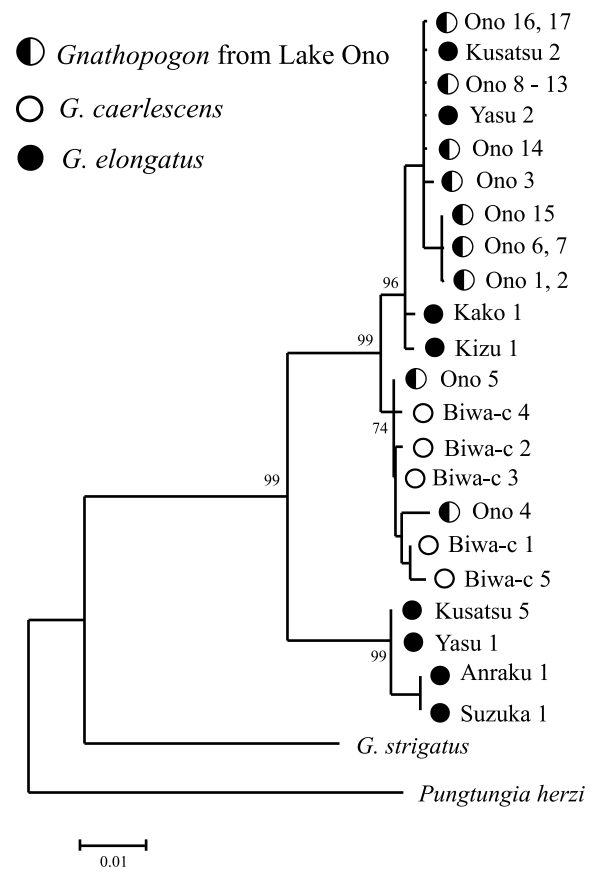 Gnathopogon from Lake Ono
G. caerlescens
G. elongatus
Ono 16, 17
Kusatsu 2
Ono 8 - 13
Yasu 2
Ono 14
Ono 3
Ono 15
Ono 6, 7
Ono 1, 2
96
Kako 1
99
Kizu 1
Ono 5
Biwa-c 4
74
Biwa-c 2
99
Biwa-c 3
Ono 4
Biwa-c 1
Biwa-c 5
Kusatsu 5
Yasu 1
99
Anraku 1
Suzuka 1
G. strigatus
Pungtungia herzi
0.01